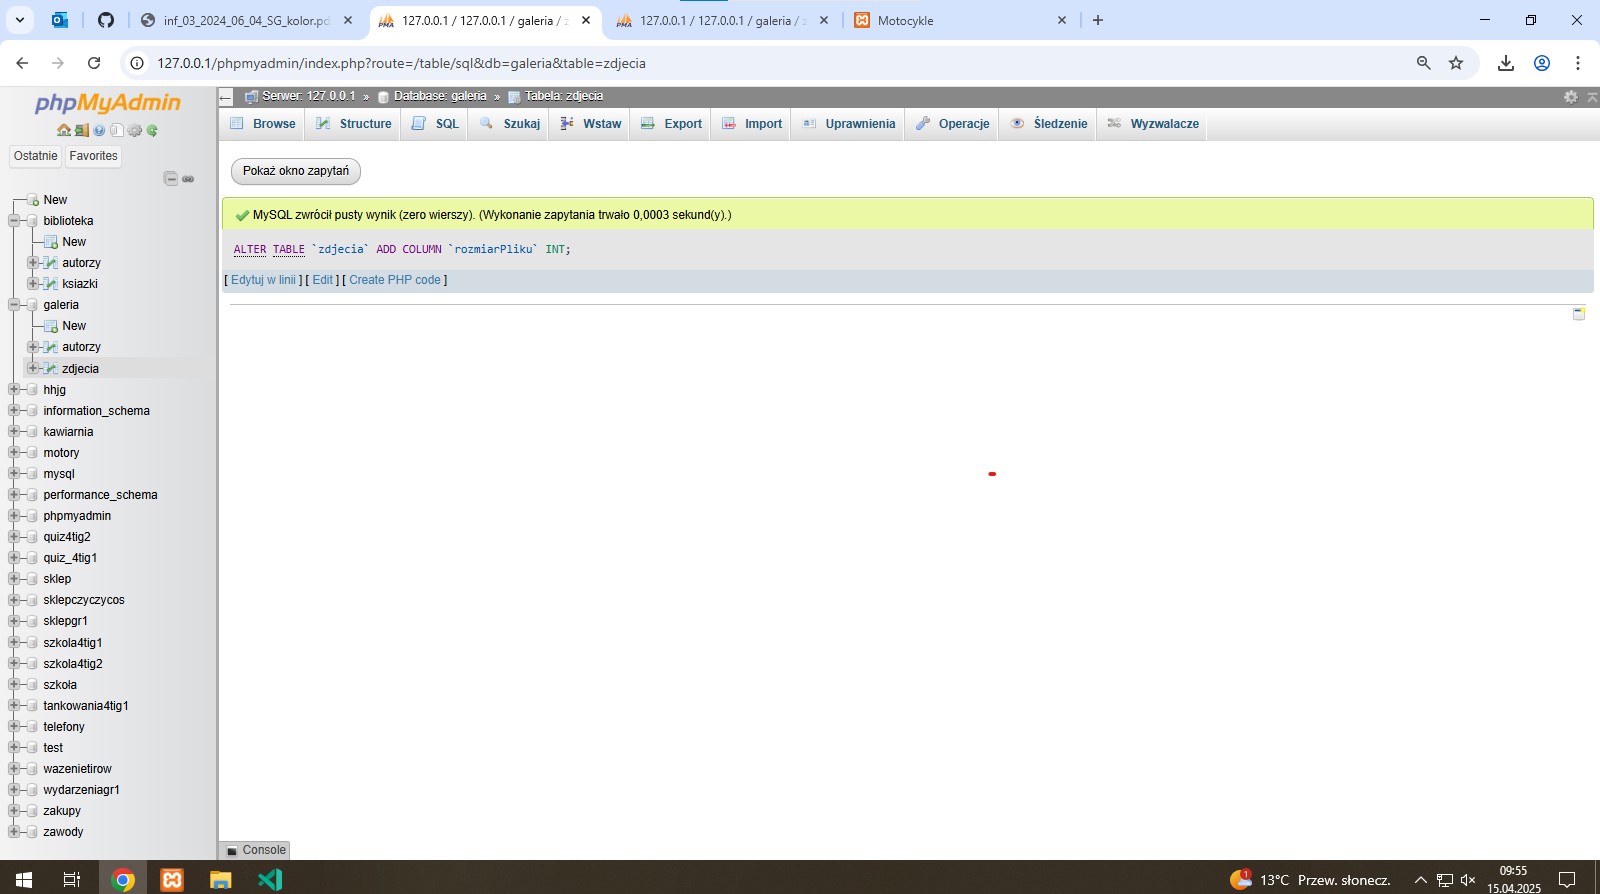 inf_03_2024_06_04_SG_kolor.pd
127.0.0.1 / 127.0.0.1 / galeria / z
127.0.0.1 / 127.0.0.1 / galeria / z
Motocykle
127.0.0.1/phpmyadmin/index.php?route=/table/sql&db=galeria&table=zdjecia
phpMyAdmin
Ostatnie
Favorites
New
biblioteka
New
autorzy
ksiazki
galeria
New
autorzy
zdjecia
hhjg
information_schema
kawiarnia
motory
mysql
performance_schema
phpmyadmin
quiz4tig2
quiz_4tig1
sklep
sklepczyczycos
sklepgr1
szkola4tig1
szkola4tig2
szkoła
tankowania4tig1
telefony
test
wazenietirow
wydarzeniagr1
zakupy
zawody
Serwer: 127.0.0.1 » Database: galeria » Tabela: zdjecia
Browse Structure SQL Szukaj Wstaw Export Import Uprawnienia Operacje Śledzenie Wyzwalacze
Pokaż okno zapytań
MySQL zwrócił pusty wynik (zero wierszy). (Wykonanie zapytania trwało 0,0003 sekund(y).)
ALTER TABLE `zdjecia` ADD COLUMN `rozmiarPliku` INT;
[ Edytuj w linii ] [ Edit ] [ Create PHP code ]
Console
1
13°C Przew. słonecz.
09:55
15.04.2025